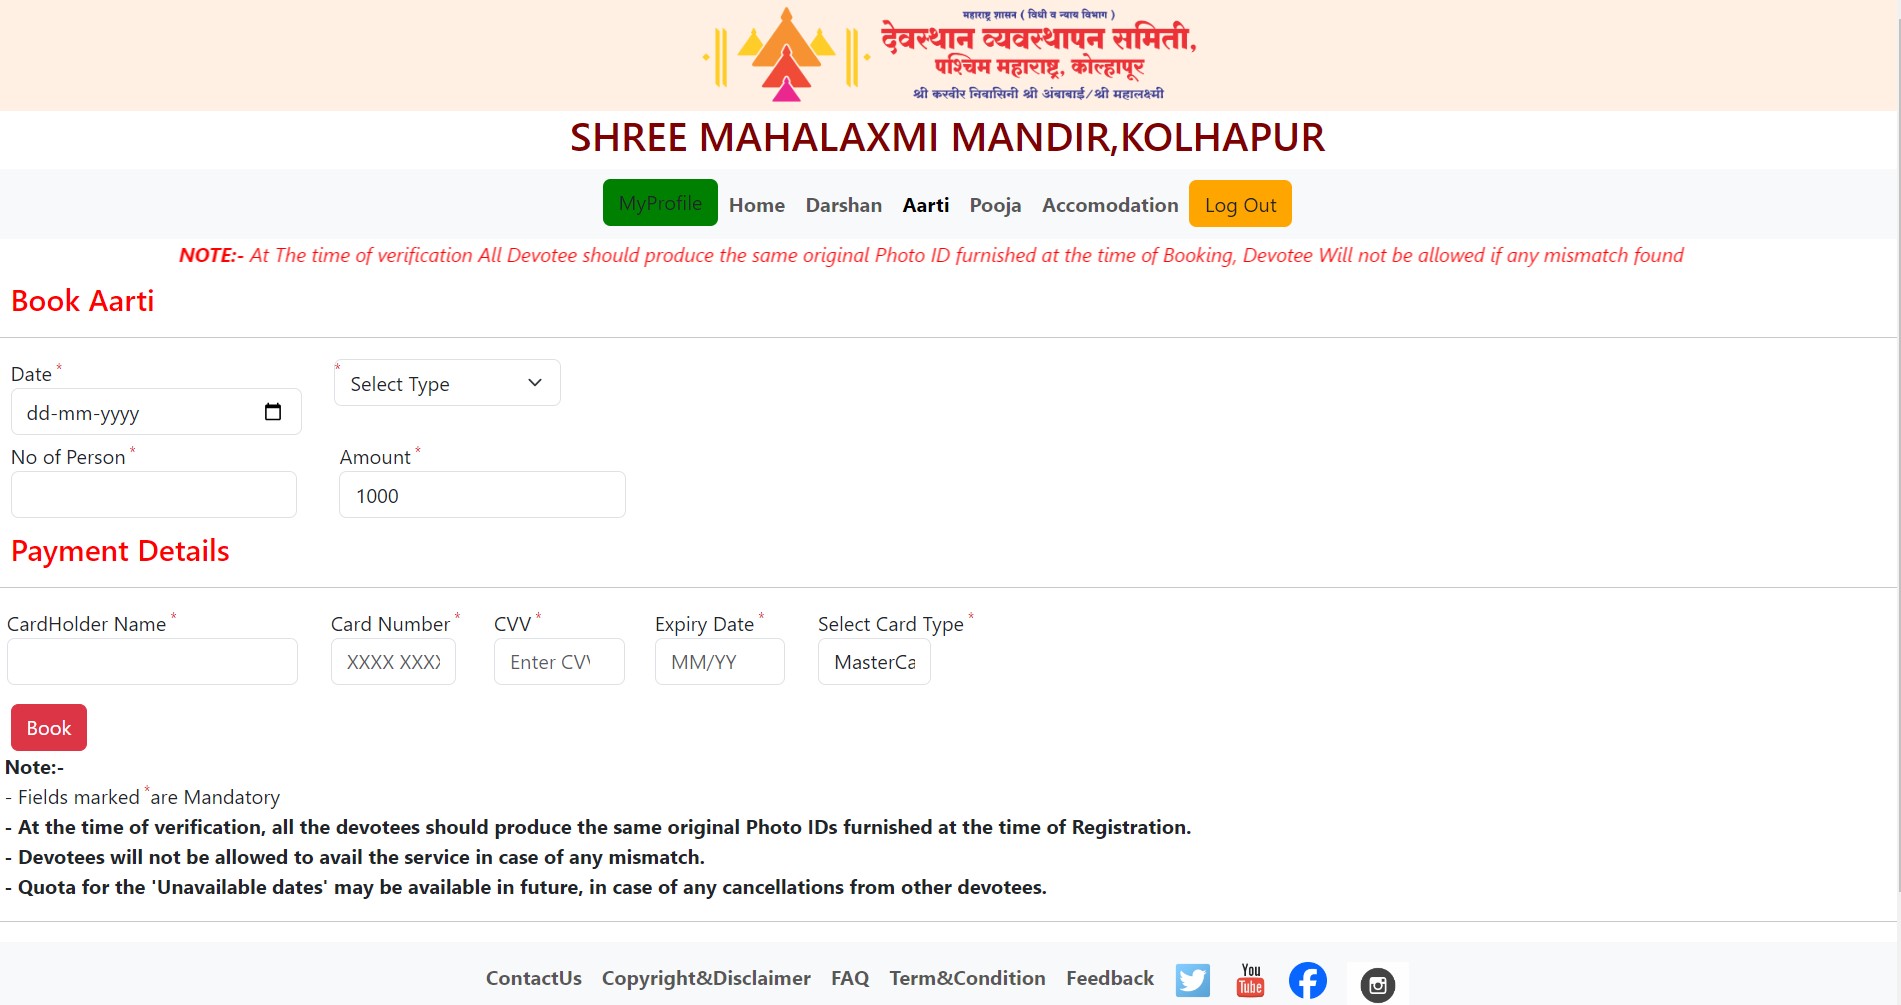 महाराष्ट्र शासन ( विधी व न्याय विभाग )
देवस्थान व्यवस्थापन समिती,
पश्चिम महाराष्ट्र, कोल्हापूर
श्री करवीर निवासिनी श्री अंबाबाई/श्री महालक्ष्मी
SHREE MAHALAXMI MANDIR,KOLHAPUR
MyProfile Home Darshan Aarti Pooja Accomodation Log Out
NOTE:- At The time of verification All Devotee should produce the same original Photo ID furnished at the time of Booking, Devotee Will not be allowed if any mismatch found
Book Aarti
Date * * Select Type
dd-mm-yyyy
No of Person * Amount *
1000
Payment Details
CardHolder Name * Card Number * CVV * Expiry Date * Select Card Type *
XXXX XXXX Enter CVV MM/YY MasterCa
Book
Note:-
- Fields marked *are Mandatory
- At the time of verification, all the devotees should produce the same original Photo IDs furnished at the time of Registration.
- Devotees will not be allowed to avail the service in case of any mismatch.
- Quota for the 'Unavailable dates' may be available in future, in case of any cancellations from other devotees.
ContactUs Copyright&Disclaimer FAQ Term&Condition Feedback You Tube